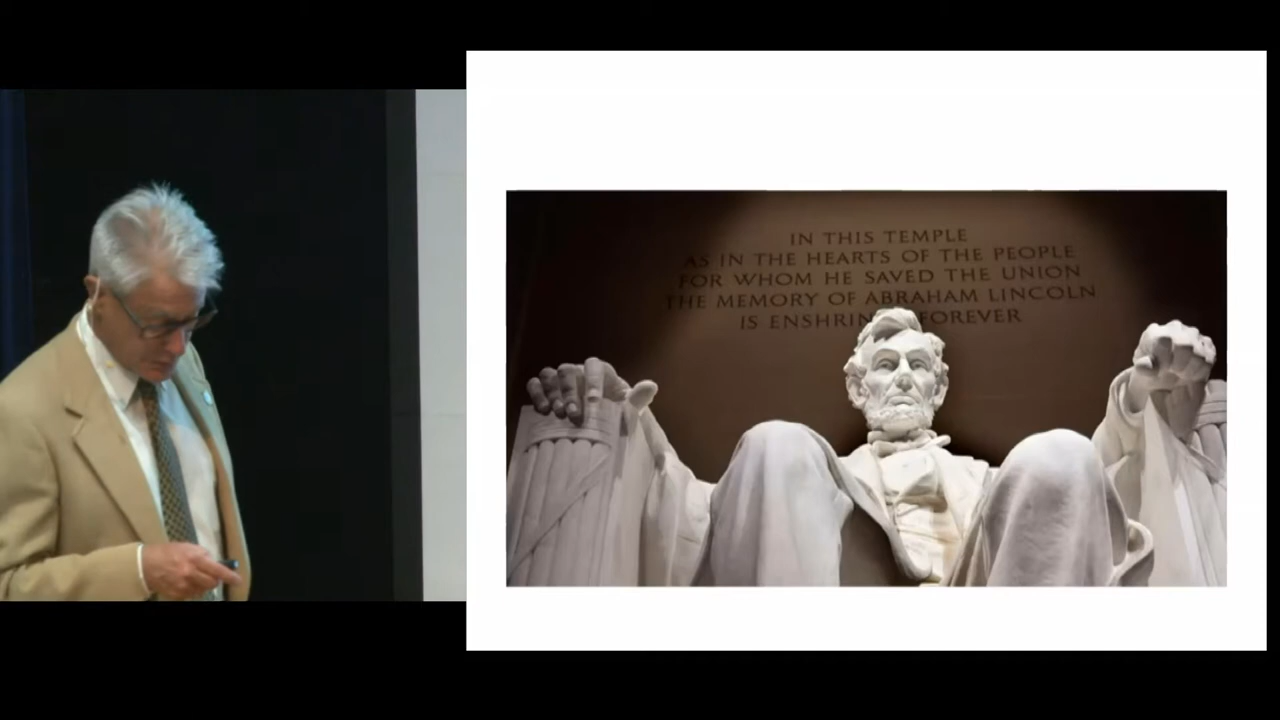 IN THIS TEMPLE
AS IN THE HEARTS OF THE PEOPLE
FOR WHOM HE SAVED THE UNION
THE MEMORY OF ABRAHAM LINCOLN
IS ENSHRIN FOREVER